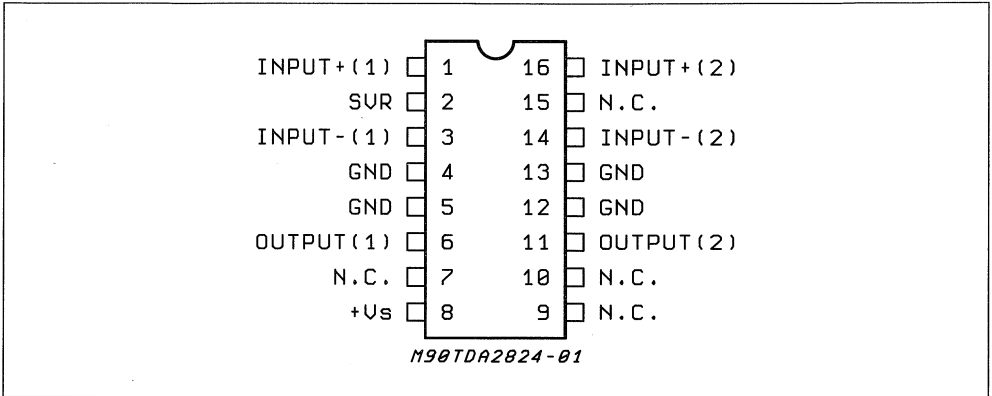 INPUT+(1) 1 16 INPUT+(2)
SVR 2 15 N.C.
INPUT-(1) 3 14 INPUT-(2)
GND 4 13 GND
GND 5 12 GND
OUTPUT(1) 6 11 OUTPUT(2)
N.C. 7 10 N.C.
+Vs 8 9 N.C.
M90TDA2824-01